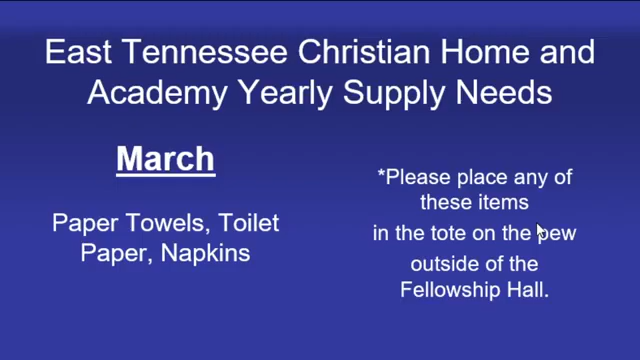 East Tennessee Christian Home and
Academy Yearly Supply Needs
March
Paper Towels, Toilet
Paper, Napkins
*Please place any of
these items
in the tote on the pew
outside of the
Fellowship Hall.